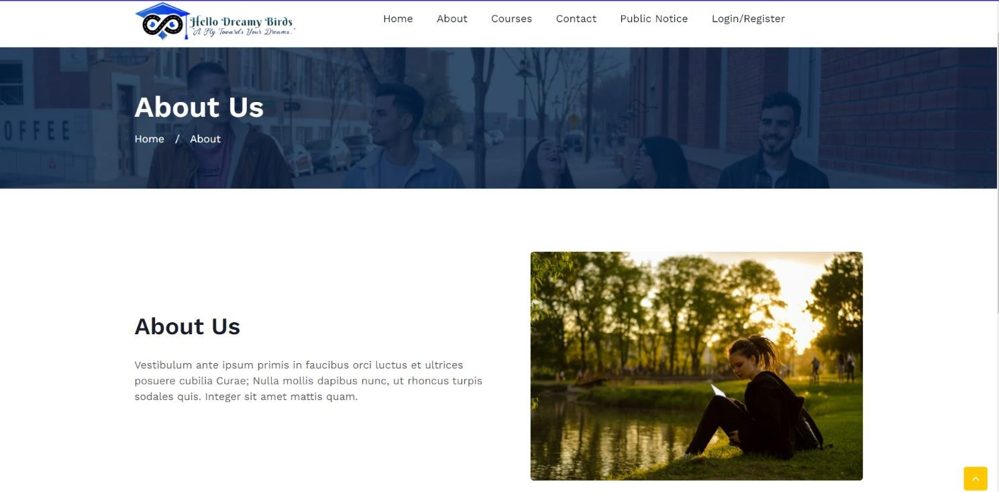 Hello Dreamy Birds
"A Fly Towards Your Dreams.."
Home About Courses Contact Public Notice Login/Register
OFFEE
About Us
Home / About
About Us
Vestibulum ante ipsum primis in faucibus orci luctus et ultrices
posuere cubilia Curae; Nulla mollis dapibus nunc, ut rhoncus turpis
sodales quis. Integer sit amet mattis quam.